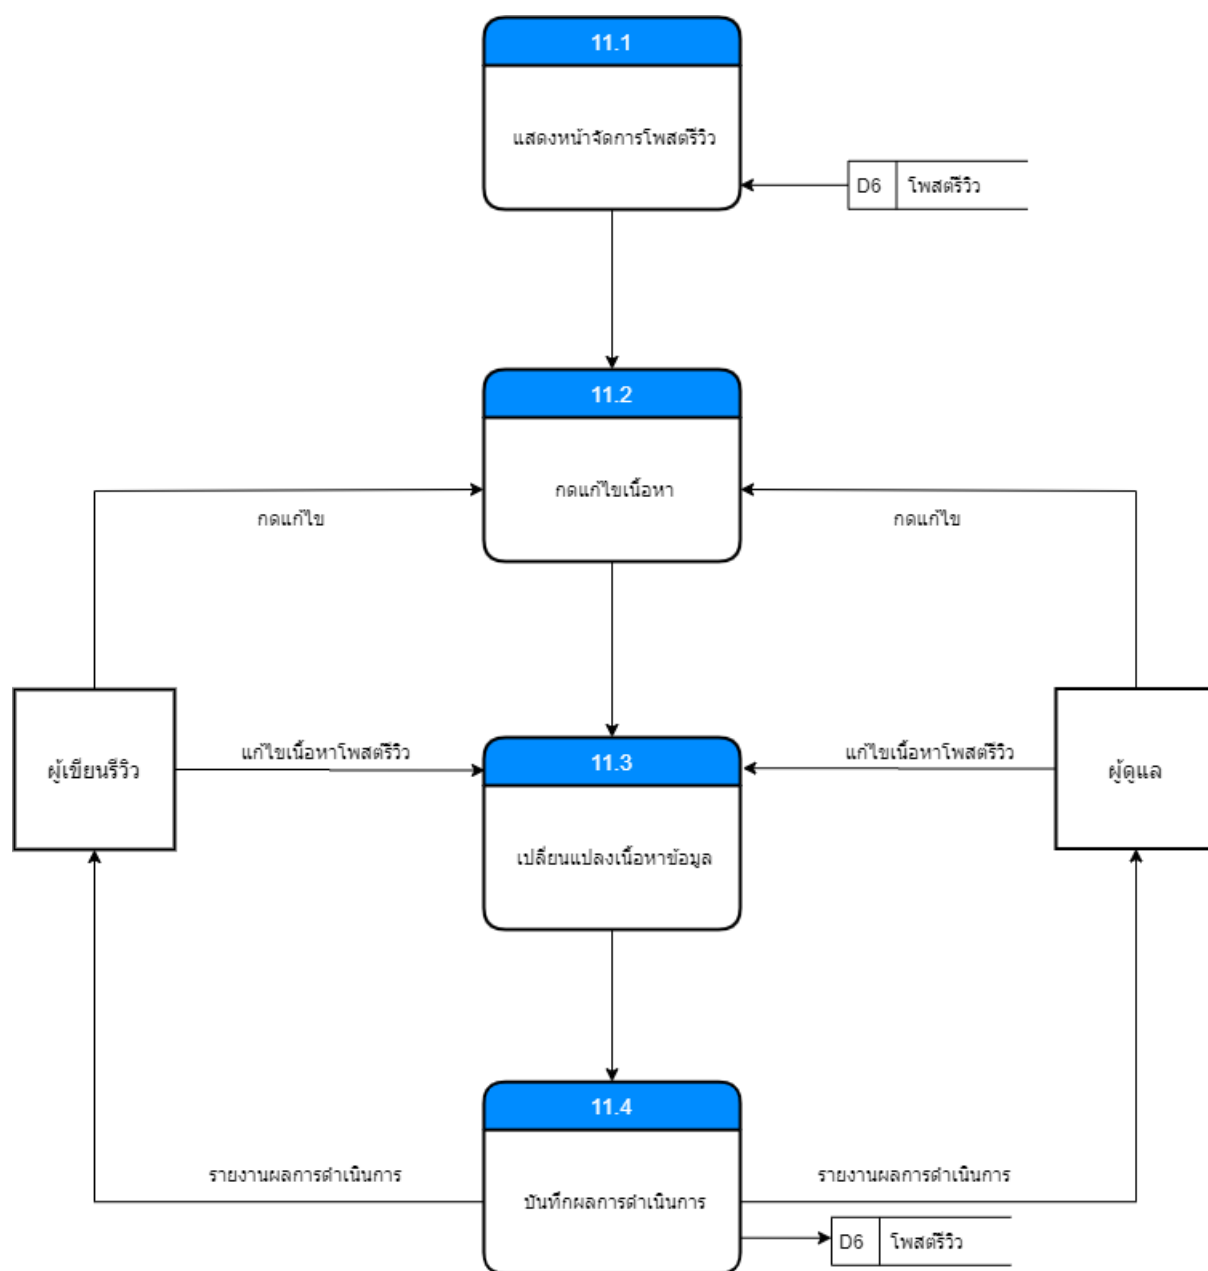 11.1
แสดงหน้าจัดการโพสต์รีวิว
D6 โพสต์รีวิว
11.2
กดแก้ไขเนื้อหา
กดแก้ไข
กดแก้ไข
ผู้เขียนรีวิว
แก้ไขเนื้อหาโพสต์รีวิว
11.3
แก้ไขเนื้อหาโพสต์รีวิว
ผู้ดูแล
เปลี่ยนแปลงเนื้อหาข้อมูล
11.4
รายงานผลการดำเนินการ
รายงานผลการดำเนินการ
บันทึกผลการดำเนินการ
D6 โพสต์รีวิว